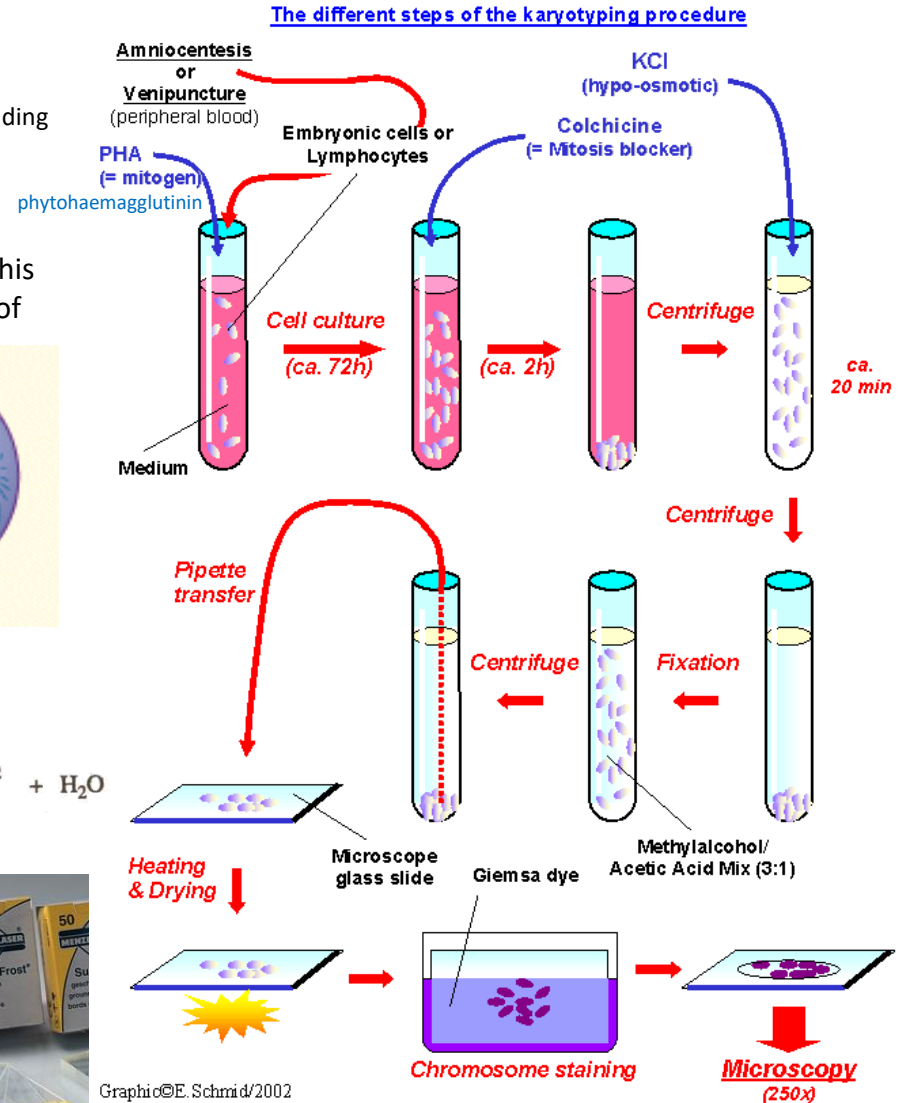 The different steps of the karyotyping procedure
Amniocentesis
or
Venipuncture
(peripheral blood)
KCl
(hypo-osmotic)
ding
Embryonic cells or
Lymphocytes
Colchicine
(= Mitosis blocker)
PHA
(= mitogen)
phytohaemagglutinin
his
of
Cell culture
(ca. 72h)
(ca. 2h)
Centrifuge
ca.
20 min
Medium
Centrifuge
Pipette
transfer
Centrifuge
Fixation
+ H₂O
Microscope
glass slide
Methylalcohol/
Acetic Acid Mix (3:1)
Heating
& Drying
Giemsa dye
50
Frost
Su
Chromosome staining
Microscopy
(250x)
Graphic©E.Schmid/2002